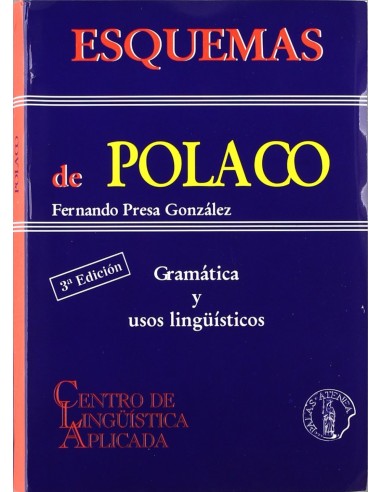 ESQUEMAS
de POLACO
Fernando Presa González
3ª Edición
Gramática
y
usos lingüísticos
CENTRO DE
LINGÜÍSTICA
APLICADA
PALAS ATENEA
POLACO